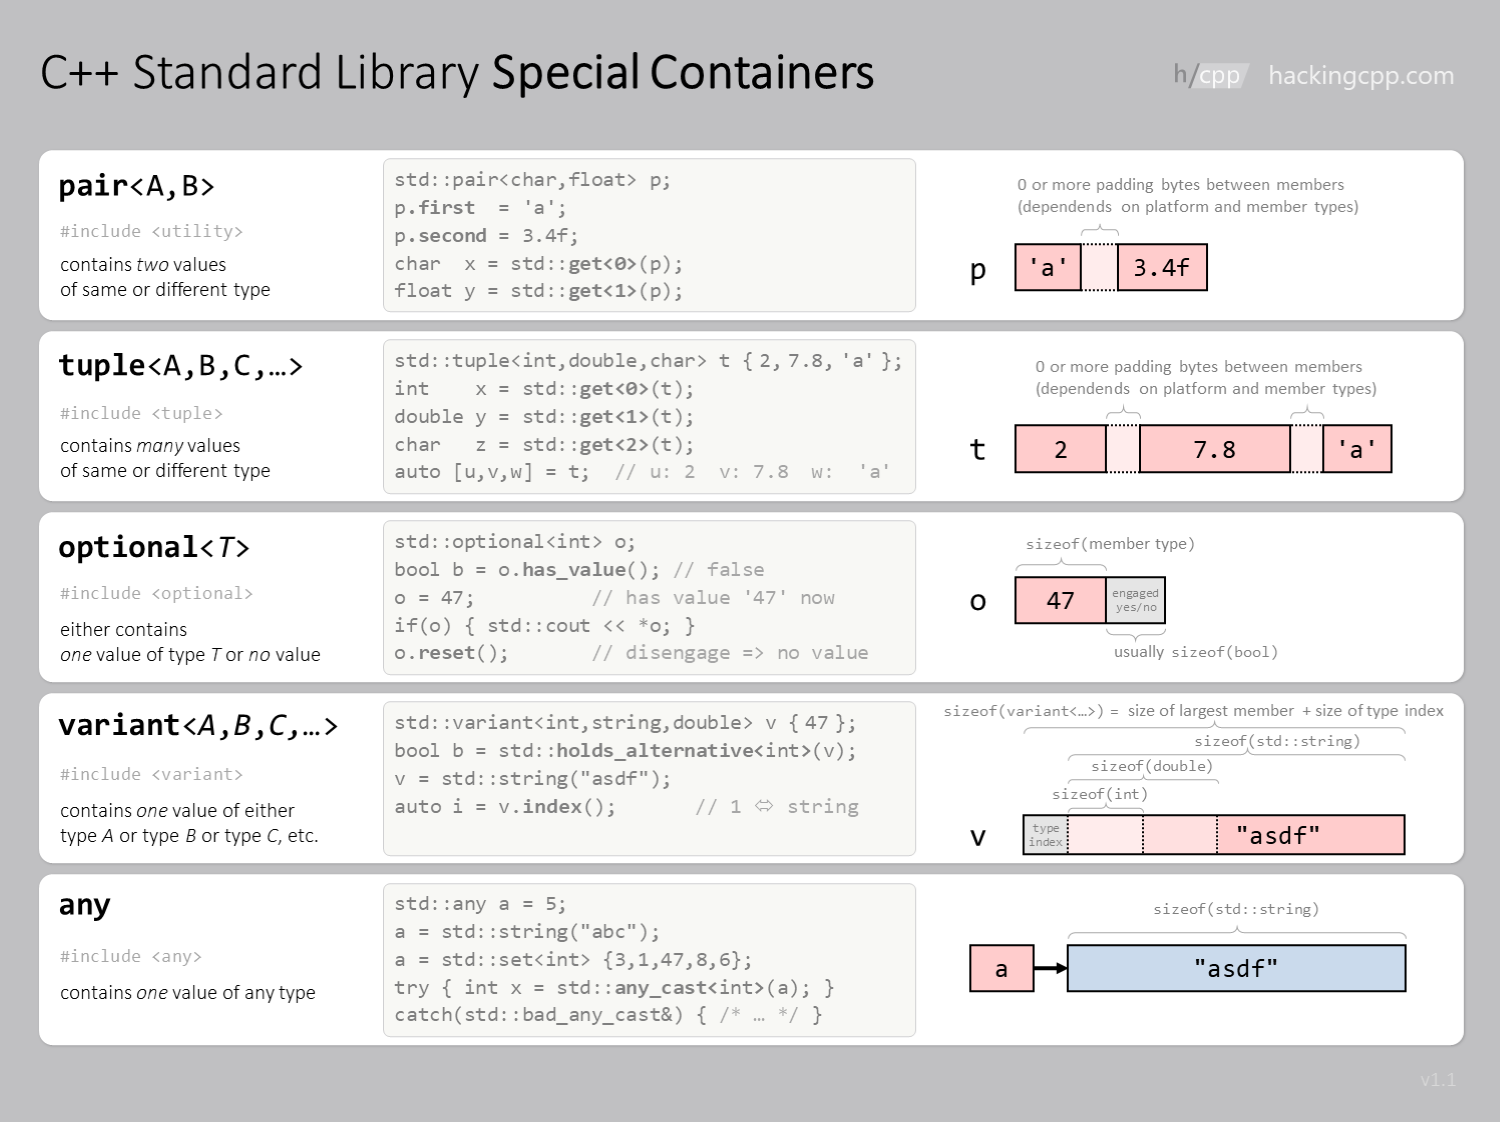 C++ Standard Library Special Containers
h/cpp hackingcpp.com
pair<A,B>
#include <utility>
contains two values
of same or different type
std::pair<char,float> p;
p.first  = 'a';
p.second = 3.4f;
char  x = std::get<0>(p);
float y = std::get<1>(p);
0 or more padding bytes between members
(dependends on platform and member types)
p 'a' 3.4f
tuple<A,B,C,…>
#include <tuple>
contains many values
of same or different type
std::tuple<int,double,char> t { 2, 7.8, 'a' };
int    x = std::get<0>(t);
double y = std::get<1>(t);
char   z = std::get<2>(t);
auto [u,v,w] = t;  // u: 2  v: 7.8  w:  'a'
0 or more padding bytes between members
(dependends on platform and member types)
t 2 7.8 'a'
optional<T>
#include <optional>
either contains
one value of type T or no value
std::optional<int> o;
bool b = o.has_value(); // false
o = 47;          // has value '47' now
if(o) { std::cout << *o; }
o.reset();       // disengage => no value
sizeof(member type)
o 47 engaged
yes/no
usually sizeof(bool)
variant<A,B,C,…>
#include <variant>
contains one value of either
type A or type B or type C, etc.
std::variant<int,string,double> v { 47 };
bool b = std::holds_alternative<int>(v);
v = std::string("asdf");
auto i = v.index();       // 1 ⇔ string
sizeof(variant<…>) = size of largest member + size of type index
sizeof(std::string)
sizeof(double)
sizeof(int)
v type
index "asdf"
any
#include <any>
contains one value of any type
std::any a = 5;
a = std::string("abc");
a = std::set<int> {3,1,47,8,6};
try { int x = std::any_cast<int>(a); }
catch(std::bad_any_cast&) { /* … */ }
sizeof(std::string)
a "asdf"
v1.1